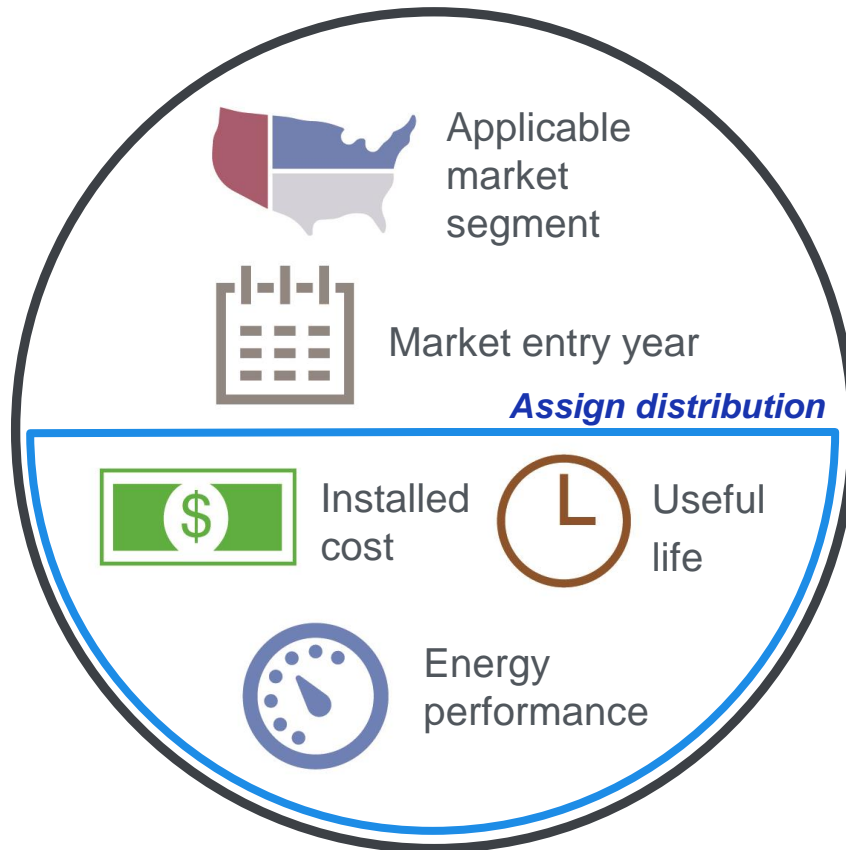 Applicable
market
segment
Market entry year
Assign distribution
$
Installed
cost
Useful
life
Energy
performance